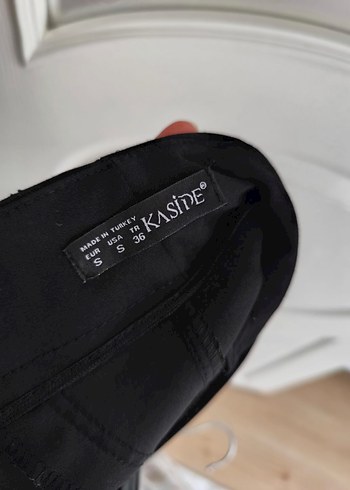 KASIDE®
MADE IN TURKEY
EUR USA TR
S S 36